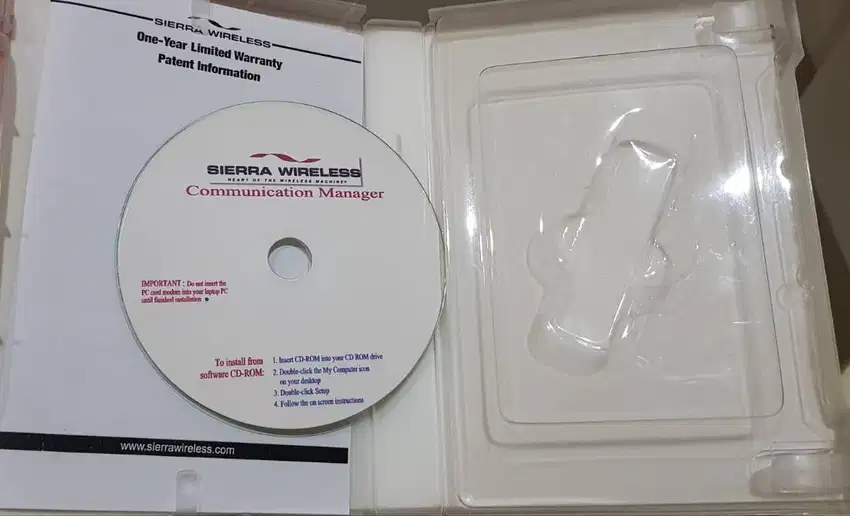 SIERRA WIRELESS
One-Year Limited Warranty
Patent Information
SIERRA WIRELESS
HEART OF THE WIRELESS MACHINE®
Communication Manager
IMPORTANT : Do not insert the
PC card modem into your laptop PC
until finished installation
To install from
software CD-ROM:
1. Insert CD-ROM into your CD ROM drive
2. Double-click the My Computer icon
on your desktop
3. Double-click Setup
4. Follow the on screen instructions
www.sierrawireless.com